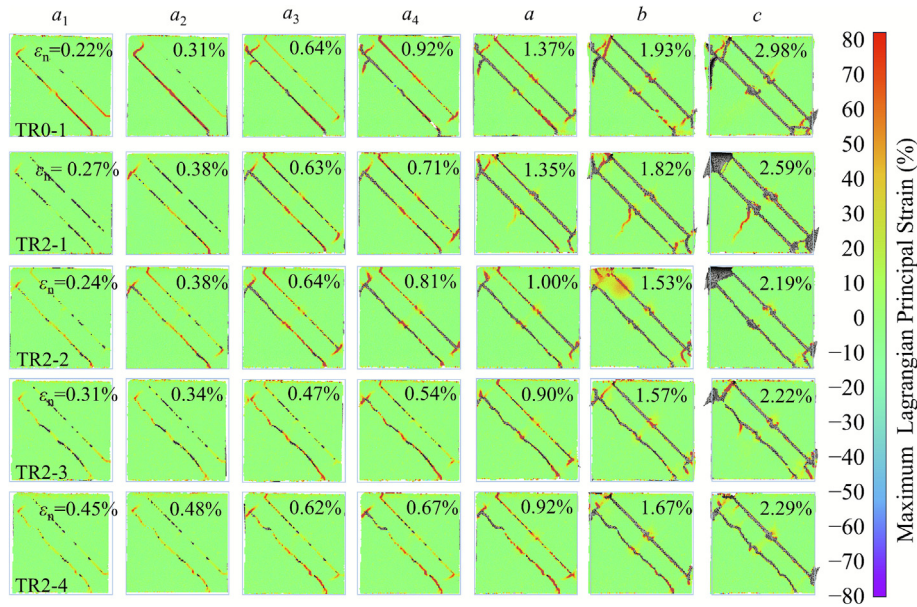 a₁ a₂ a₃ a₄ a b c
εₙ=0.22% 0.31% 0.64% 0.92% 1.37% 1.93% 2.98%
TR0-1
εₙ=0.27% 0.38% 0.63% 0.71% 1.35% 1.82% 2.59%
TR2-1
εₙ=0.24% 0.38% 0.64% 0.81% 1.00% 1.53% 2.19%
TR2-2
εₙ=0.31% 0.34% 0.47% 0.54% 0.90% 1.57% 2.22%
TR2-3
εₙ=0.45% 0.48% 0.62% 0.67% 0.92% 1.67% 2.29%
TR2-4
80
60
50
40
30
20
10
0
−10
−20
−30
−40
−50
−60
−70
−80
Maximum Lagrangian Principal Strain (%)